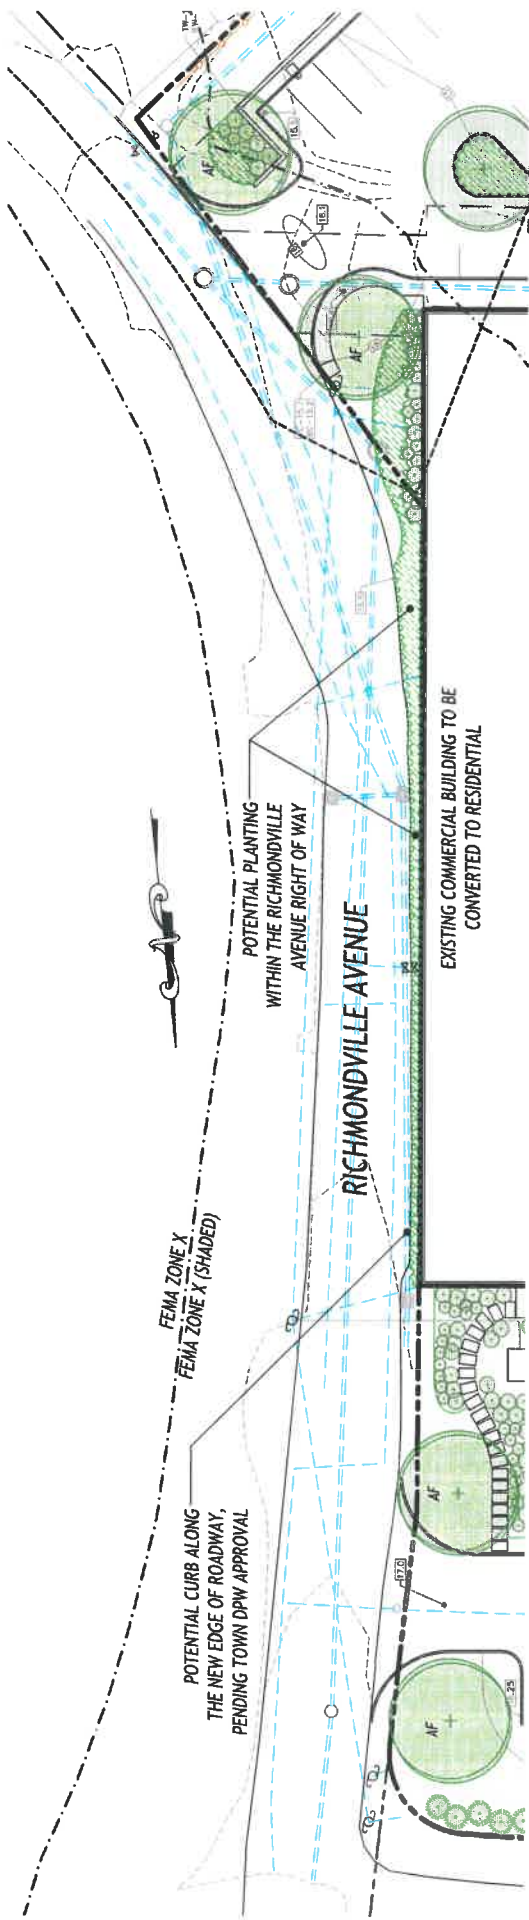 FEMA ZONE X
FEMA ZONE X (SHADED)
POTENTIAL CURB ALONG
THE NEW EDGE OF ROADWAY,
PENDING TOWN DPW APPROVAL
POTENTIAL PLANTING
WITHIN THE RICHMONDVILLE
AVENUE RIGHT OF WAY
RICHMONDVILLE AVENUE
EXISTING COMMERCIAL BUILDING TO BE
CONVERTED TO RESIDENTIAL
AF
AF
AF
AF
17.0
18.1